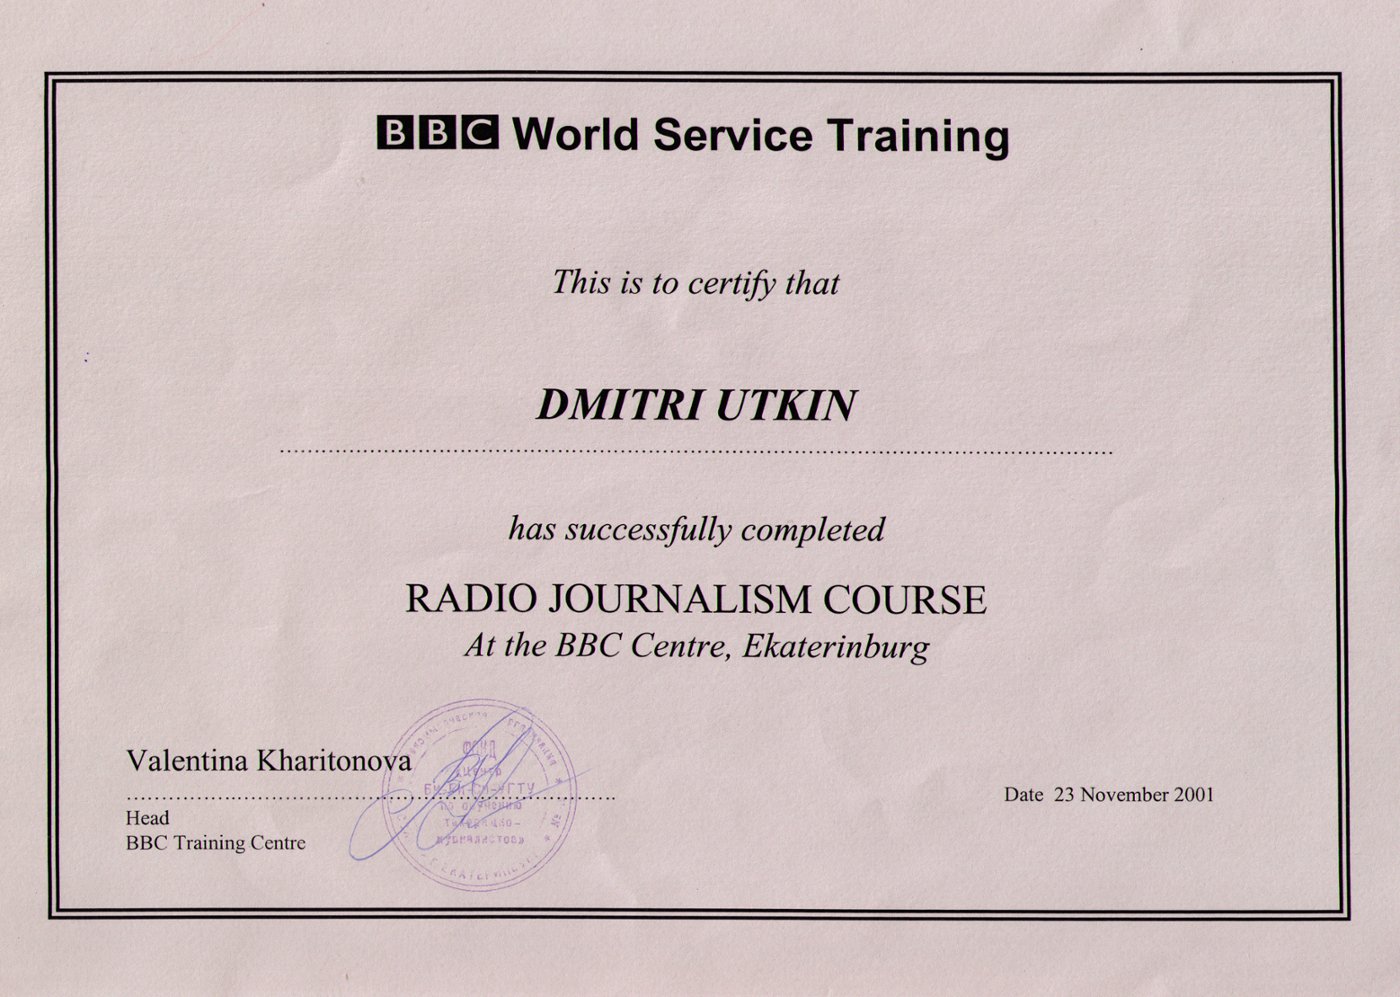 BBC World Service Training
This is to certify that
DMITRI UTKIN
has successfully completed
RADIO JOURNALISM COURSE
At the BBC Centre, Ekaterinburg
Valentina Kharitonova
Head
BBC Training Centre
Date 23 November 2001
ФОНД